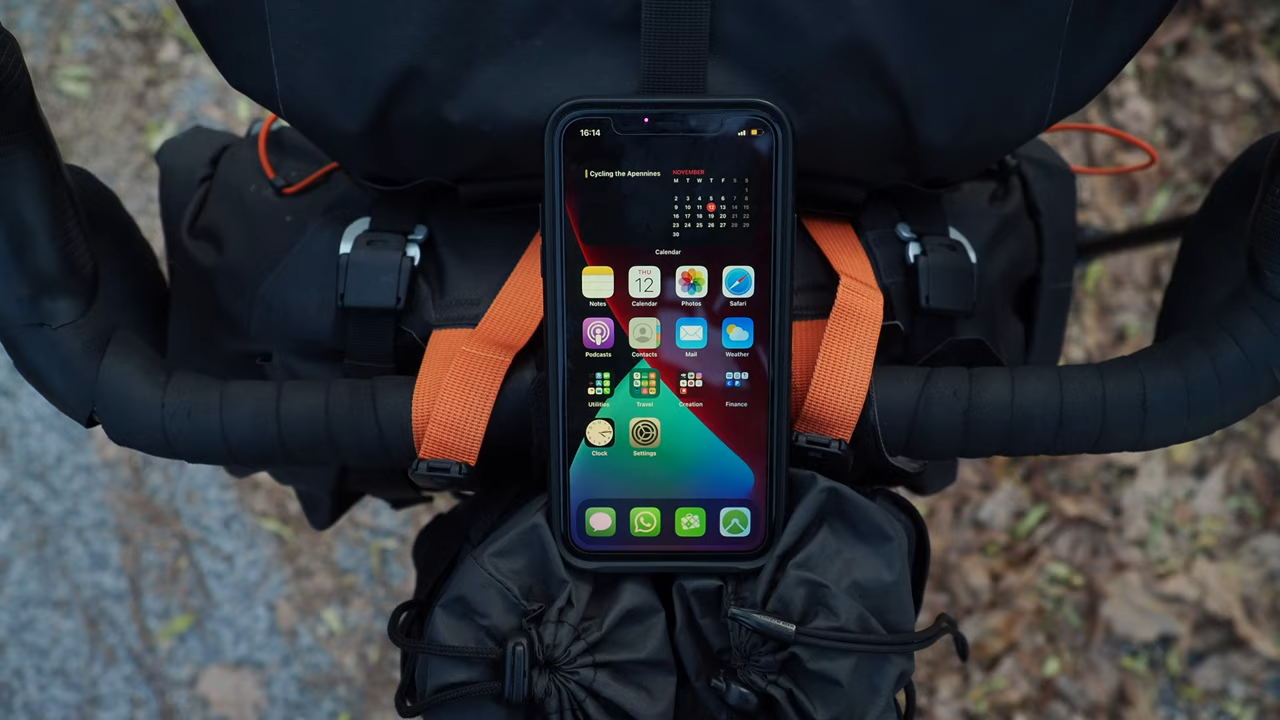 16:14
Cycling the Apennines
NOVEMBER
M T W T F S S
1
2 3 4 5 6 7 8
9 10 11 12 13 14 15
16 17 18 19 20 21 22
23 24 25 26 27 28 29
30
Calendar
THU
12
Notes Calendar Photos Safari
Podcasts Contacts Mail Weather
Utilities Travel Creation Finance
Clock Settings